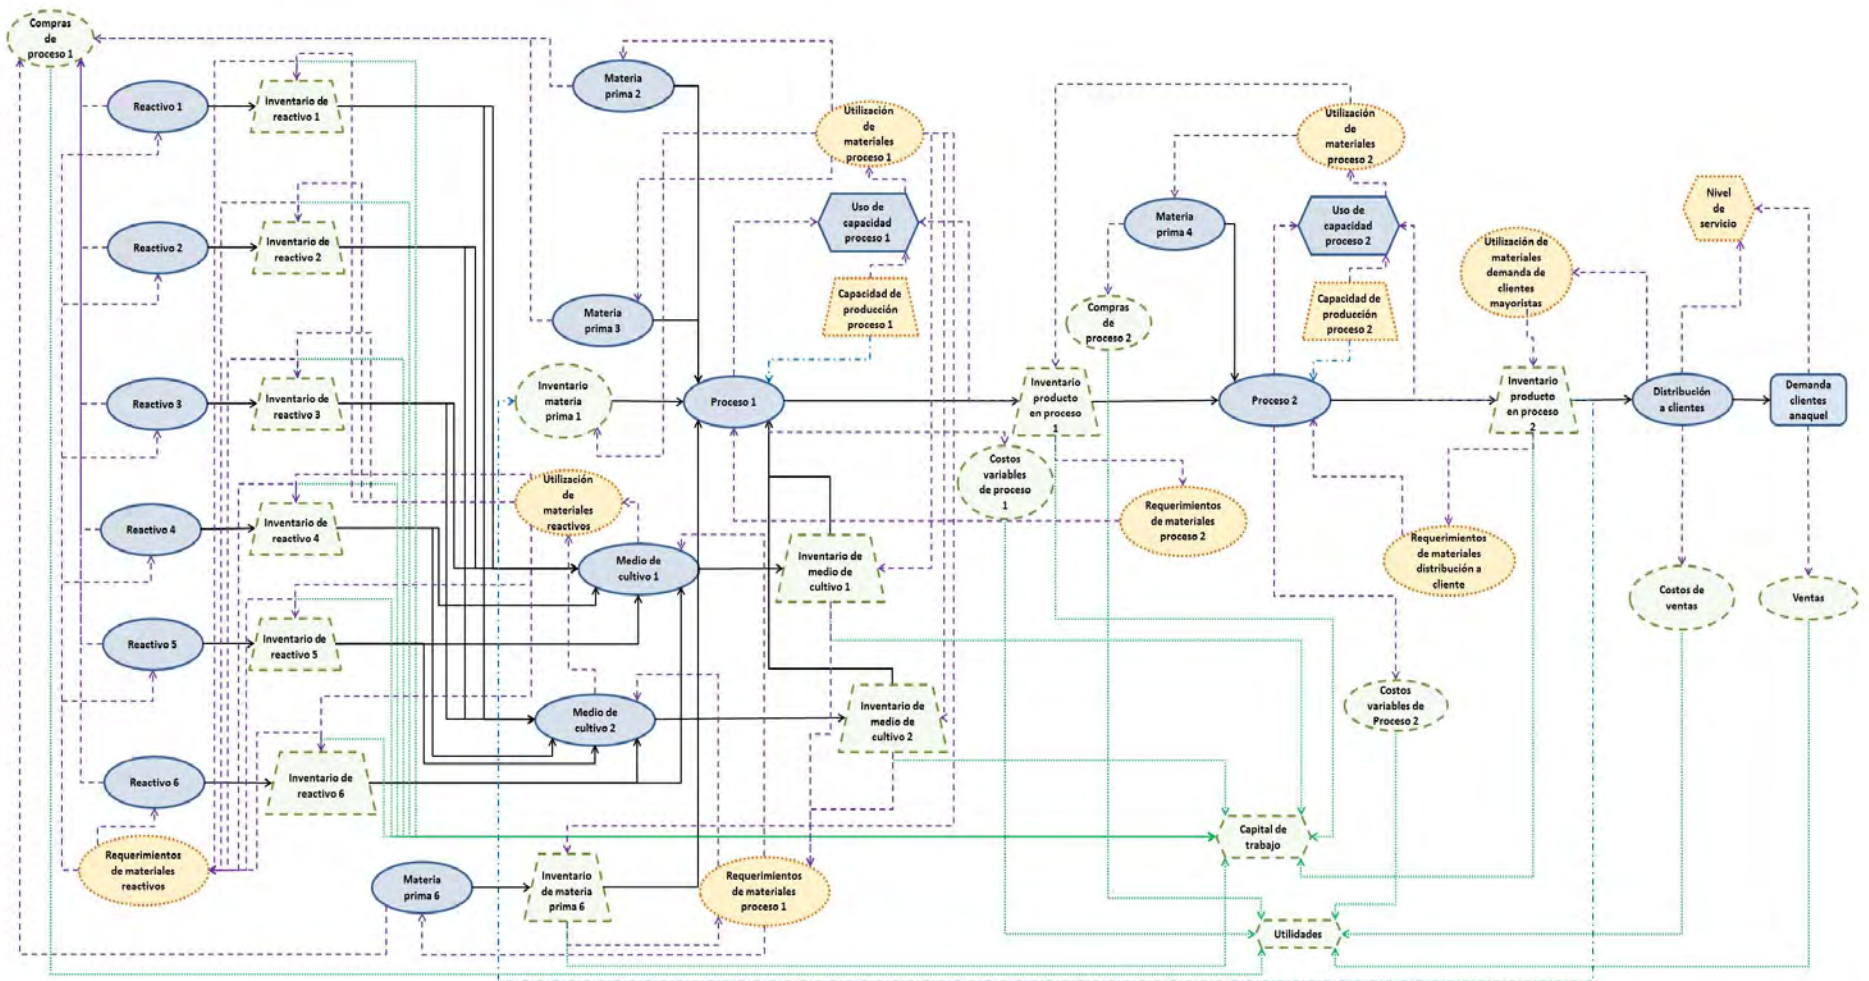 Compras
de
proceso 1
Reactivo 1
Inventario de
reactivo 1
Reactivo 2
Inventario de
reactivo 2
Reactivo 3
Inventario de
reactivo 3
Reactivo 4
Inventario de
reactivo 4
Reactivo 5
Inventario de
reactivo 5
Reactivo 6
Inventario de
reactivo 6
Requerimientos
de materiales
reactivos
Materia
prima 2
Materia
prima 3
Inventario
materia
prima 1
Utilización
de
materiales
reactivos
Medio de
cultivo 1
Medio de
cultivo 2
Materia
prima 6
Inventario
de materia
prima 6
Requerimientos
de materiales
proceso 1
Utilización
de
materiales
proceso 1
Uso de
capacidad
proceso 1
Capacidad de
producción
proceso 1
Proceso 1
Inventario de
medio de
cultivo 1
Inventario de
medio de
cultivo 2
Inventario
producto
en proceso
1
Costos
variables
de proceso
1
Compras
de
proceso 2
Materia
prima 4
Requerimientos
de materiales
proceso 2
Utilización
de
materiales
proceso 2
Uso de
capacidad
proceso 2
Capacidad de
producción
proceso 2
Proceso 2
Costos
variables de
Proceso 2
Capital de
trabajo
Utilidades
Utilización de
materiales
demanda de
clientes
mayoristas
Inventario
producto
en proceso
2
Requerimientos
de materiales
distribución a
cliente
Nivel
de
servicio
Distribución
a clientes
Demanda
clientes
anaquel
Costos de
ventas
Ventas